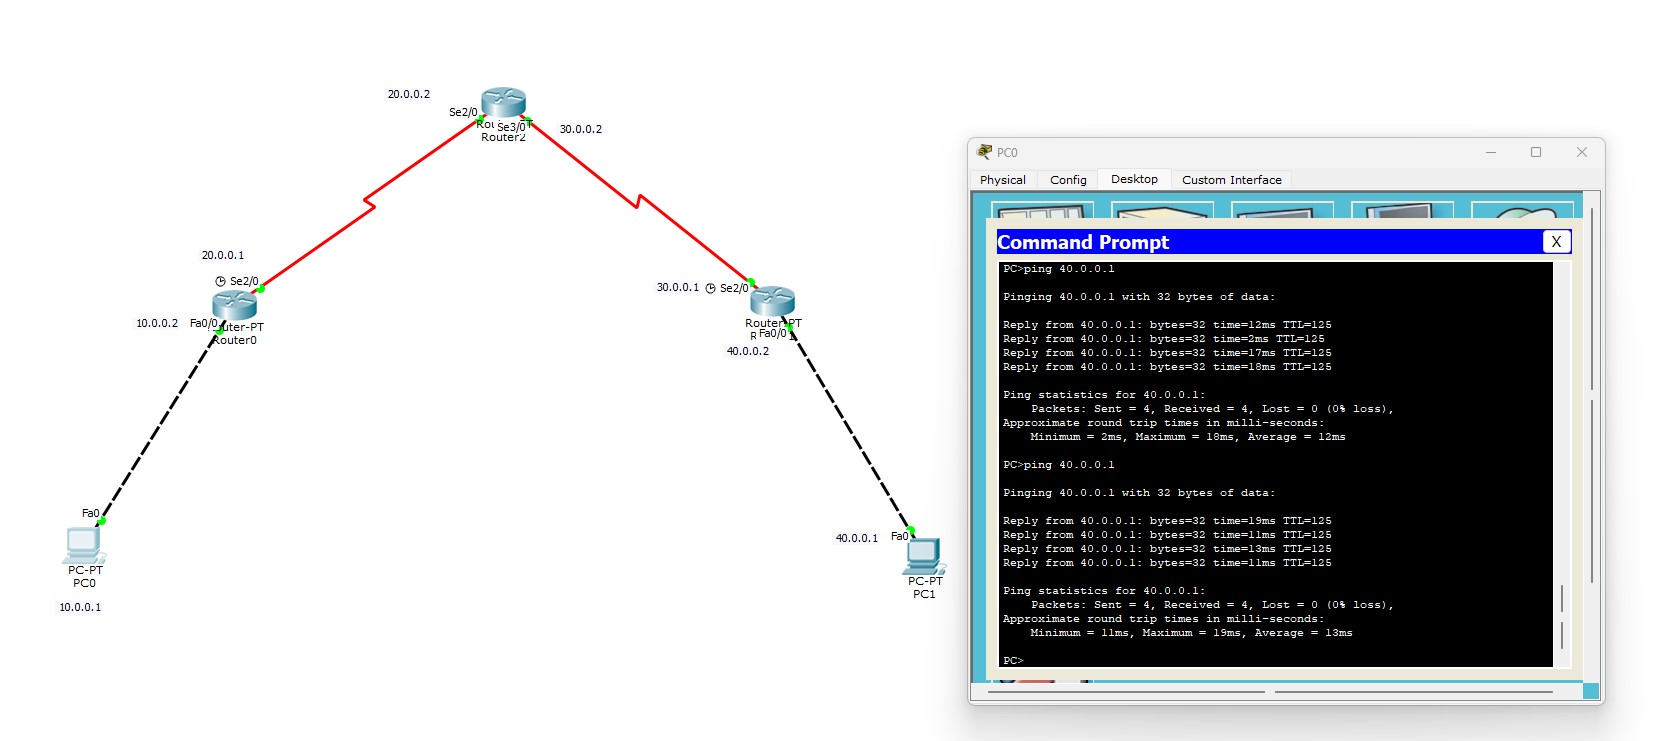 20.0.0.2
Se2/0
Se3/0
Router2
30.0.0.2
20.0.0.1
Se2/0
10.0.0.2
Fa0/0
Router0
30.0.0.1
Se2/0
Router-PT
Fa0/0
40.0.0.2
Fa0
PC-PT
PC0
10.0.0.1
40.0.0.1
Fa0
PC-PT
PC1
PC0
Physical Config Desktop Custom Interface
Command Prompt
X
PC>ping 40.0.0.1
Pinging 40.0.0.1 with 32 bytes of data:
Reply from 40.0.0.1: bytes=32 time=12ms TTL=125
Reply from 40.0.0.1: bytes=32 time=2ms TTL=125
Reply from 40.0.0.1: bytes=32 time=17ms TTL=125
Reply from 40.0.0.1: bytes=32 time=18ms TTL=125
Ping statistics for 40.0.0.1:
Packets: Sent = 4, Received = 4, Lost = 0 (0% loss),
Approximate round trip times in milli-seconds:
Minimum = 2ms, Maximum = 18ms, Average = 12ms
PC>ping 40.0.0.1
Pinging 40.0.0.1 with 32 bytes of data:
Reply from 40.0.0.1: bytes=32 time=19ms TTL=125
Reply from 40.0.0.1: bytes=32 time=11ms TTL=125
Reply from 40.0.0.1: bytes=32 time=13ms TTL=125
Reply from 40.0.0.1: bytes=32 time=11ms TTL=125
Ping statistics for 40.0.0.1:
Packets: Sent = 4, Received = 4, Lost = 0 (0% loss),
Approximate round trip times in milli-seconds:
Minimum = 11ms, Maximum = 19ms, Average = 13ms
PC>